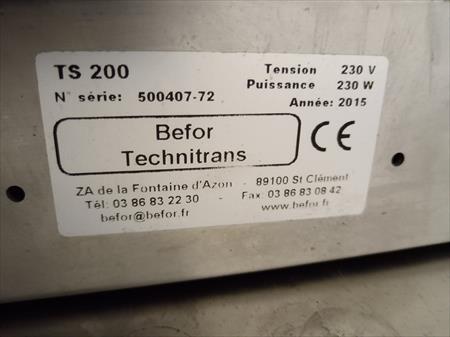 TS 200 Tension 230 V
Puissance 230 W
N° série: 500407-72 Année: 2015
Befor
Technitrans
CE
ZA de la Fontaine d'Azon - 89100 St Clément
Tél: 03 86 83 22 30 - Fax: 03 86 83 08 42
befor@befor.fr www.befor.fr